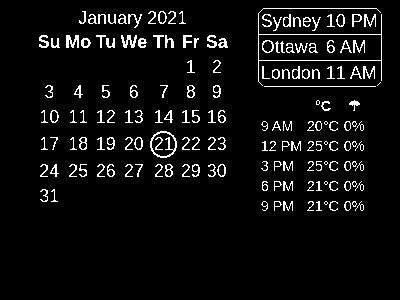 January 2021
Su Mo Tu We Th Fr Sa
1 2
3 4 5 6 7 8 9
10 11 12 13 14 15 16
17 18 19 20 21 22 23
24 25 26 27 28 29 30
31
Sydney 10 PM
Ottawa 6 AM
London 11 AM
°C
9 AM 20°C 0%
12 PM 25°C 0%
3 PM 25°C 0%
6 PM 21°C 0%
9 PM 21°C 0%